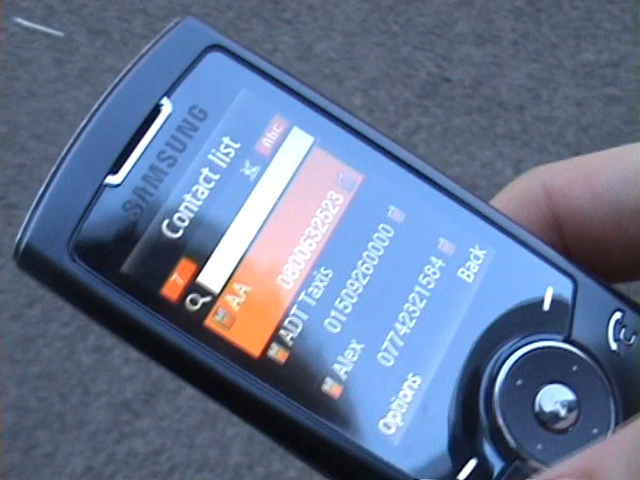 SAMSUNG
Contact list
Abc
AA
0800632523
ADT Taxis
01509260000
Alex
07742321584
Options
Back